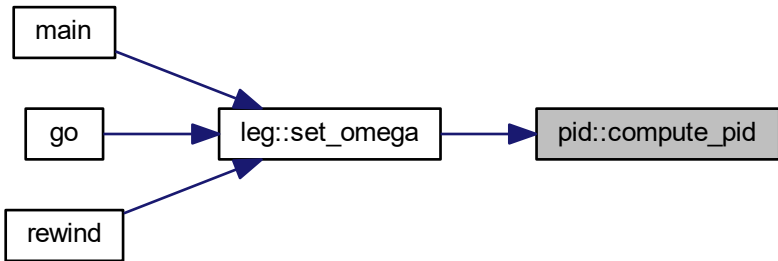 main
go
leg::set_omega
pid::compute_pid
rewind